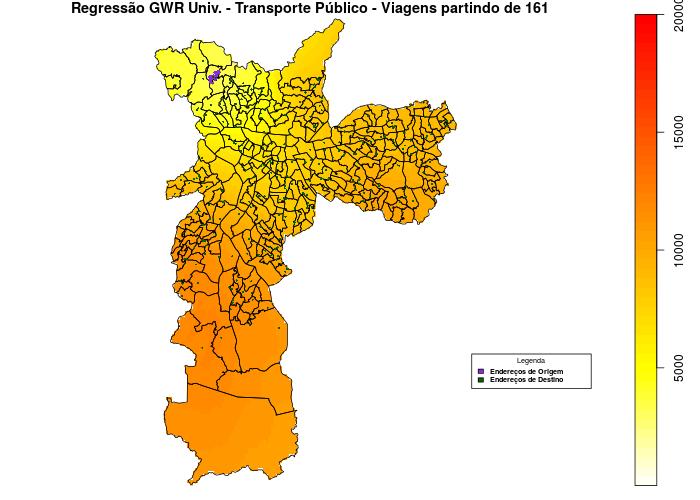 Regressão GWR Univ. - Transporte Público - Viagens partindo de 161
20000
15000
10000
5000
Legenda
Endereços de Origem
Endereços de Destino